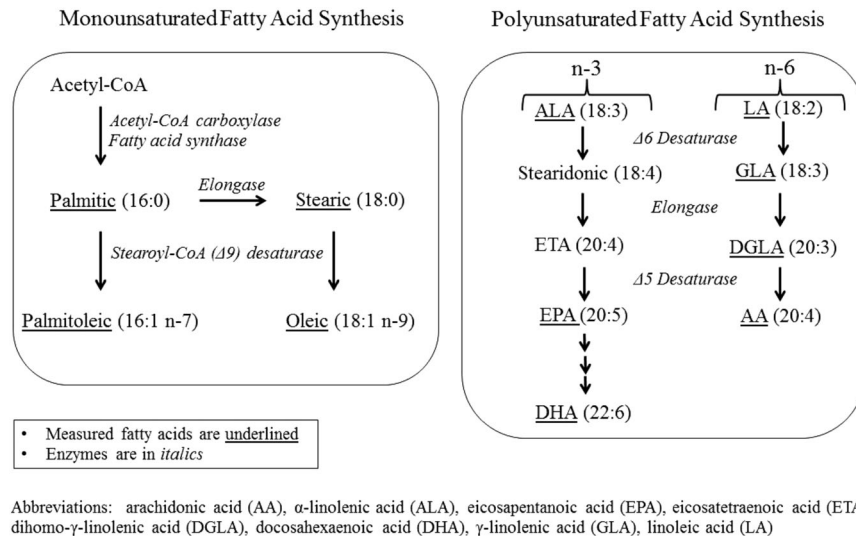 Monounsaturated Fatty Acid Synthesis
Acetyl-CoA
Acetyl-CoA carboxylase
Fatty acid synthase
Palmitic (16:0)
Elongase
Stearic (18:0)
Stearoyl-CoA (Δ9) desaturase
Palmitoleic (16:1 n-7)
Oleic (18:1 n-9)
Polyunsaturated Fatty Acid Synthesis
n-3
n-6
ALA (18:3)
LA (18:2)
Δ6 Desaturase
Stearidonic (18:4)
GLA (18:3)
Elongase
ETA (20:4)
DGLA (20:3)
Δ5 Desaturase
EPA (20:5)
AA (20:4)
DHA (22:6)
• Measured fatty acids are underlined
• Enzymes are in italics
Abbreviations: arachidonic acid (AA), α-linolenic acid (ALA), eicosapentanoic acid (EPA), eicosatetraenoic acid (ETA
dihomo-γ-linolenic acid (DGLA), docosahexaenoic acid (DHA), γ-linolenic acid (GLA), linoleic acid (LA)